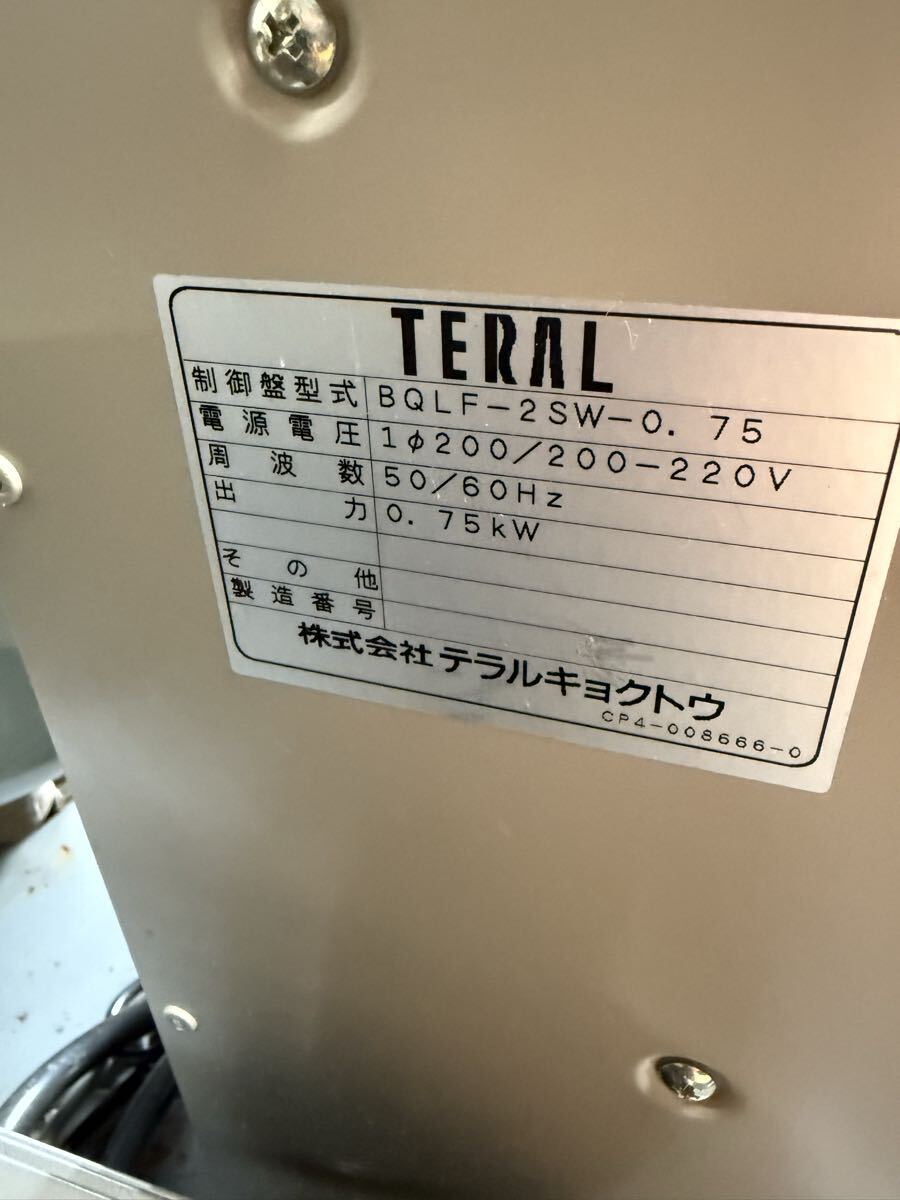 TERAL
制御盤型式 BQLF-2SW-0.75
電源電圧 1φ200/200-220V
周波数 50/60Hz
出力 0.75kW
その他
製造番号
株式会社テラルキョクトウ
CP4-008666-0